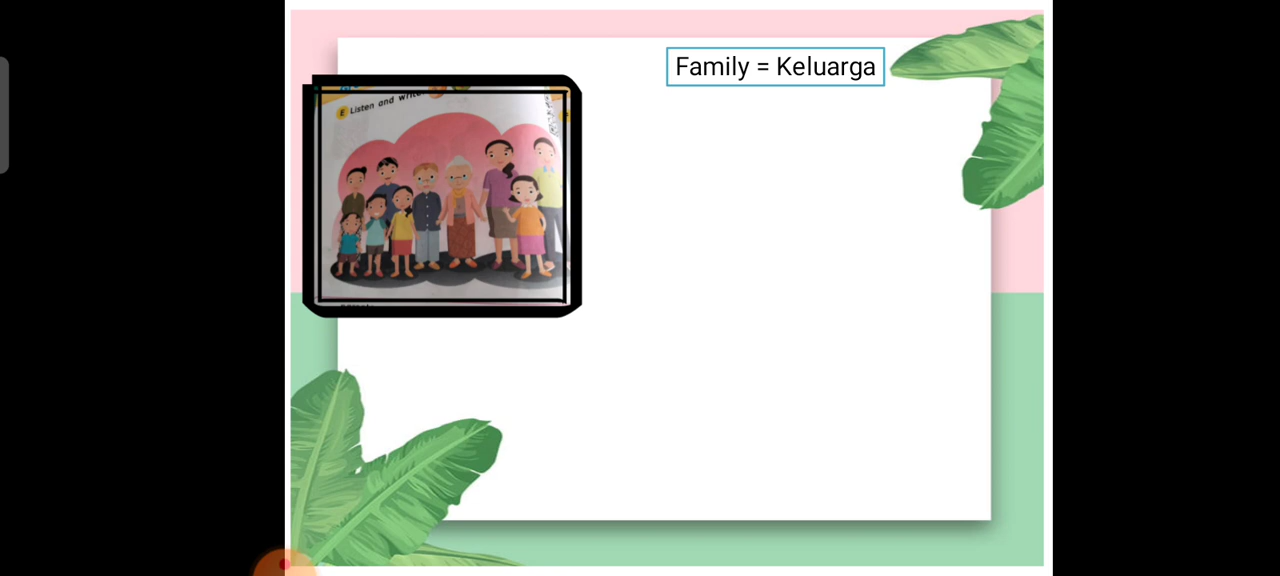 Family = Keluarga
E Listen and write.